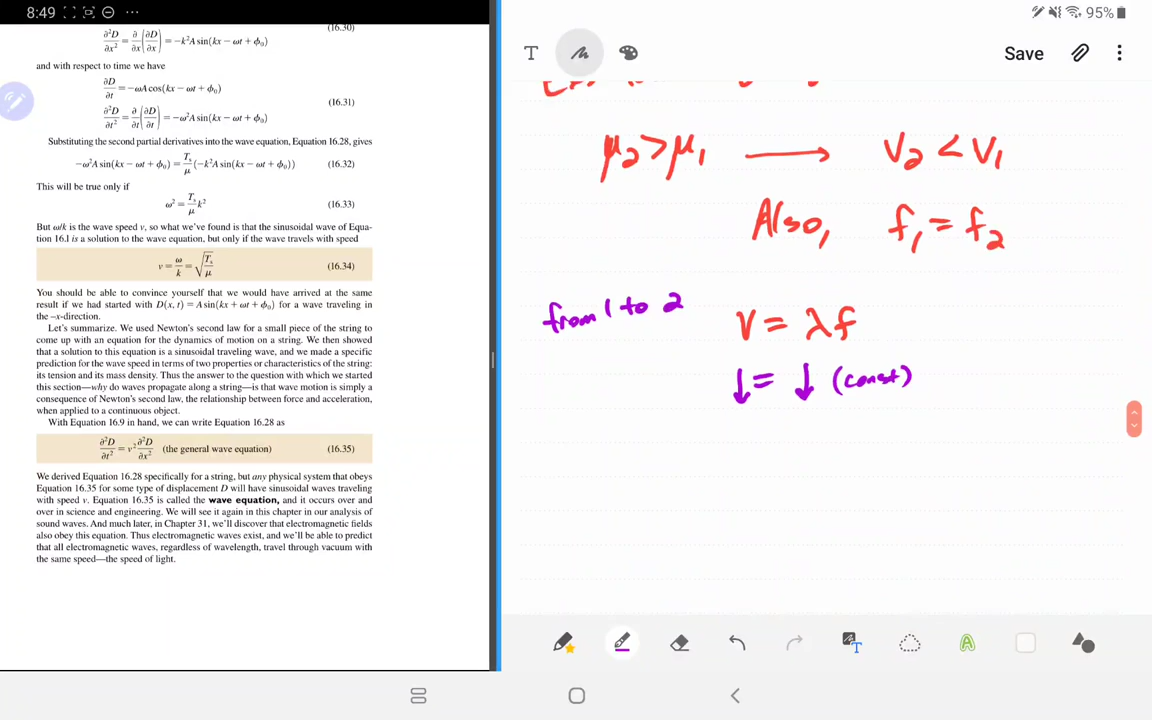 8:49
95%
(16.30)
∂²D/∂x² = ∂/∂x (∂D/∂x) = −k²A sin(kx − ωt + ϕ₀)
and with respect to time we have
∂D/∂t = −ωA cos(kx − ωt + ϕ₀)
(16.31)
∂²D/∂t² = ∂/∂t (∂D/∂t) = −ω²A sin(kx − ωt + ϕ₀)
Substituting the second partial derivatives into the wave equation, Equation 16.28, gives
−ω²A sin(kx − ωt + ϕ₀) = Tₛ/μ (−k²A sin(kx − ωt + ϕ₀)) (16.32)
This will be true only if
ω² = Tₛ/μ k² (16.33)
But ω/k is the wave speed v, so what we've found is that the sinusoidal wave of Equa-
tion 16.1 is a solution to the wave equation, but only if the wave travels with speed
v = ω/k = √(Tₛ/μ) (16.34)
You should be able to convince yourself that we would have arrived at the same
result if we had started with D(x, t) = A sin(kx + ωt + ϕ₀) for a wave traveling in
the −x-direction.
Let's summarize. We used Newton's second law for a small piece of the string to
come up with an equation for the dynamics of motion on a string. We then showed
that a solution to this equation is a sinusoidal traveling wave, and we made a specific
prediction for the wave speed in terms of two properties or characteristics of the string:
its tension and its mass density. Thus the answer to the question with which we started
this section—why do waves propagate along a string—is that wave motion is simply a
consequence of Newton's second law, the relationship between force and acceleration,
when applied to a continuous object.
With Equation 16.9 in hand, we can write Equation 16.28 as
∂²D/∂t² = v² ∂²D/∂x² (the general wave equation) (16.35)
We derived Equation 16.28 specifically for a string, but any physical system that obeys
Equation 16.35 for some type of displacement D will have sinusoidal waves traveling
with speed v. Equation 16.35 is called the wave equation, and it occurs over and
over in science and engineering. We will see it again in this chapter in our analysis of
sound waves. And much later, in Chapter 31, we'll discover that electromagnetic fields
also obey this equation. Thus electromagnetic waves exist, and we'll be able to predict
that all electromagnetic waves, regardless of wavelength, travel through vacuum with
the same speed—the speed of light.
T
Save
μ₂ > μ₁ → v₂ < v₁
Also, f₁ = f₂
from 1 to 2
v = λf
↓ = ↓ (const)
T
A